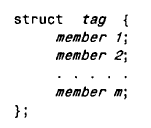 struct tag {
member 1;
member 2;
. . . . .
member m;
};